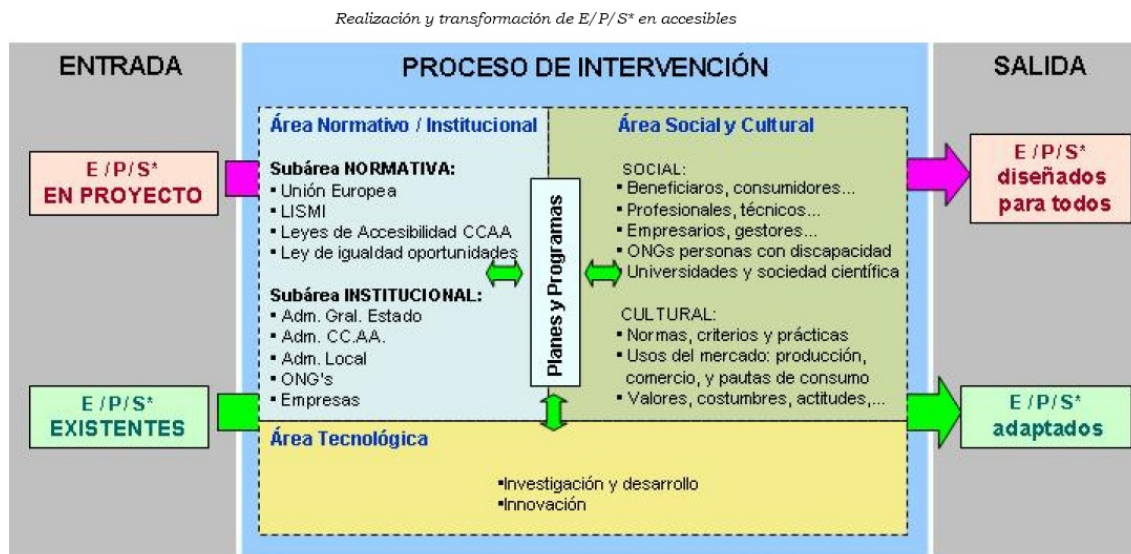 Realización y transformación de E/P/S* en accesibles
ENTRADA
E /P/S*
EN PROYECTO
E /P/S*
EXISTENTES
PROCESO DE INTERVENCIÓN
Área Normativo / Institucional
Subárea NORMATIVA:
▪ Unión Europea
▪ LISMI
▪ Leyes de Accesibilidad CCAA
▪ Ley de igualdad oportunidades
Subárea INSTITUCIONAL:
▪ Adm. Gral. Estado
▪ Adm. CC.AA.
▪ Adm. Local
▪ ONG's
▪ Empresas
Planes y Programas
Área Social y Cultural
SOCIAL:
▪ Beneficiaros, consumidores...
▪ Profesionales, técnicos...
▪ Empresarios, gestores...
▪ ONGs personas con discapacidad
▪ Universidades y sociedad científica
CULTURAL:
▪ Normas, criterios y prácticas
▪ Usos del mercado: producción,
comercio, y pautas de consumo
▪ Valores, costumbres, actitudes,...
Área Tecnológica
▪Investigación y desarrollo
▪Innovación
SALIDA
E /P/S*
diseñados
para todos
E /P/S*
adaptados